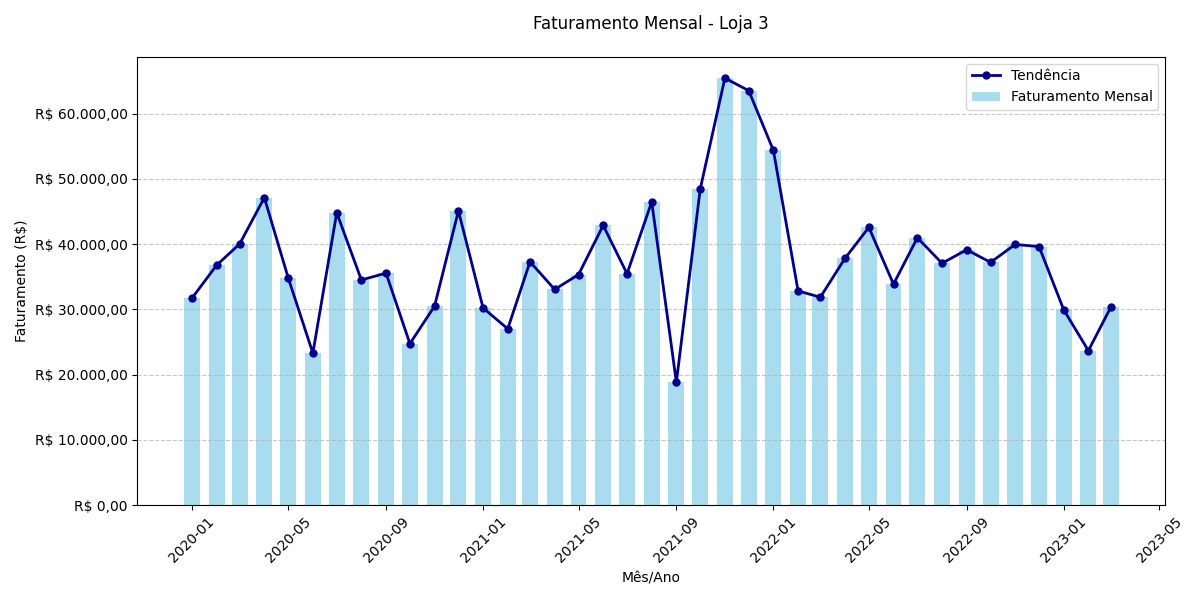 Faturamento Mensal - Loja 3
Tendência
Faturamento Mensal
Faturamento (R$)
R$ 60.000,00
R$ 50.000,00
R$ 40.000,00
R$ 30.000,00
R$ 20.000,00
R$ 10.000,00
R$ 0,00
2020-01
2020-05
2020-09
2021-01
2021-05
2021-09
2022-01
2022-05
2022-09
2023-01
2023-05
Mês/Ano